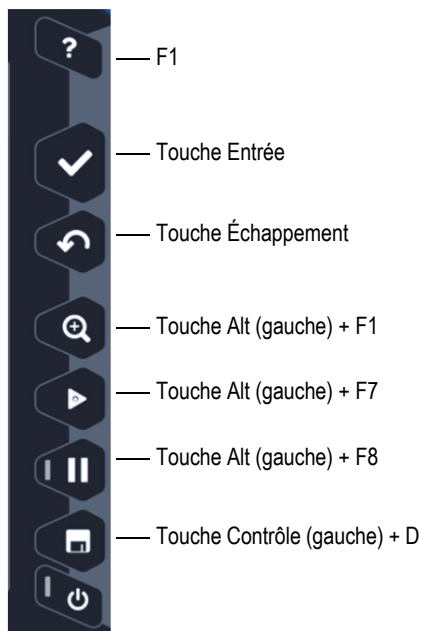 ?
F1
Touche Entrée
Touche Échappement
Touche Alt (gauche) + F1
Touche Alt (gauche) + F7
Touche Alt (gauche) + F8
Touche Contrôle (gauche) + D